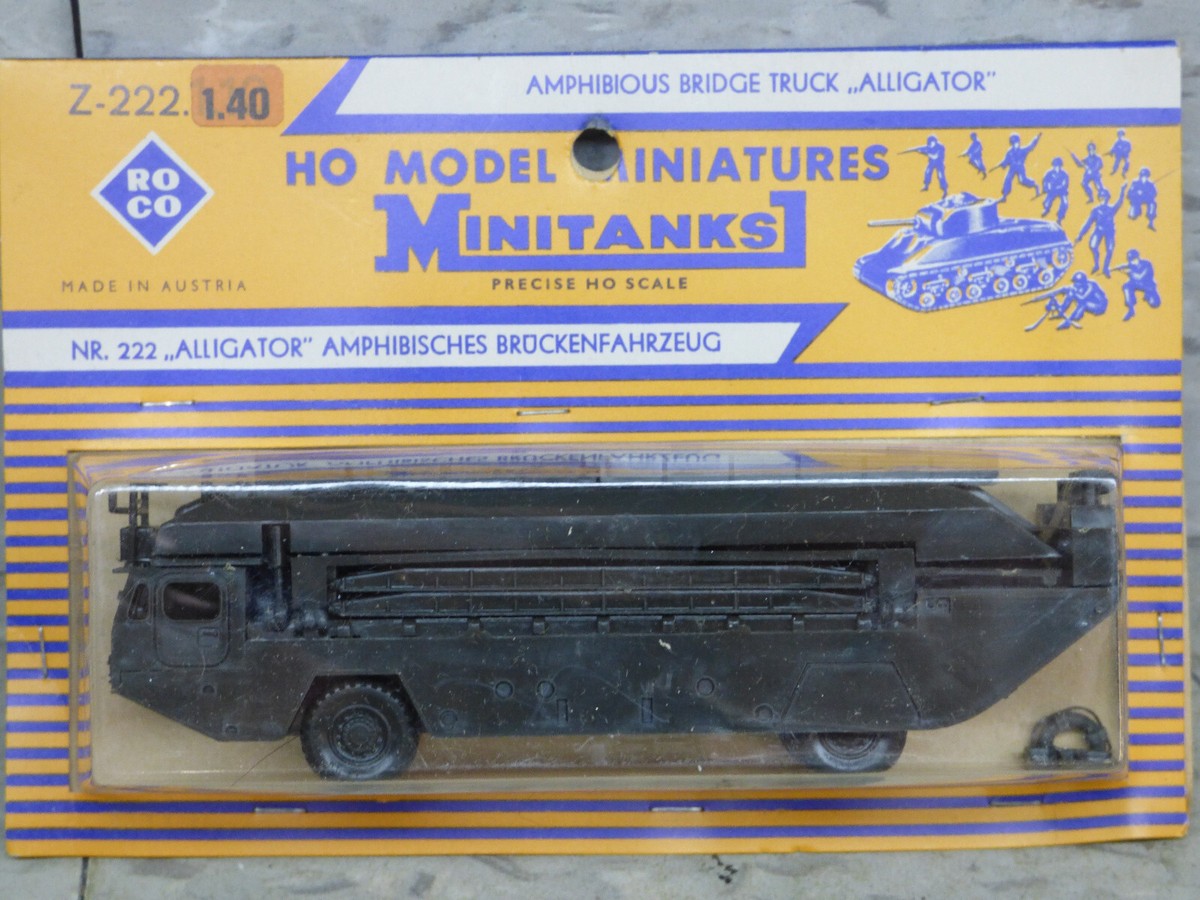 Z-222. 1.40
AMPHIBIOUS BRIDGE TRUCK „ALLIGATOR”
RO
CO
HO MODEL MINIATURES
MINITANKS
MADE IN AUSTRIA
PRECISE HO SCALE
NR. 222 „ALLIGATOR” AMPHIBISCHES BRÜCKENFAHRZEUG